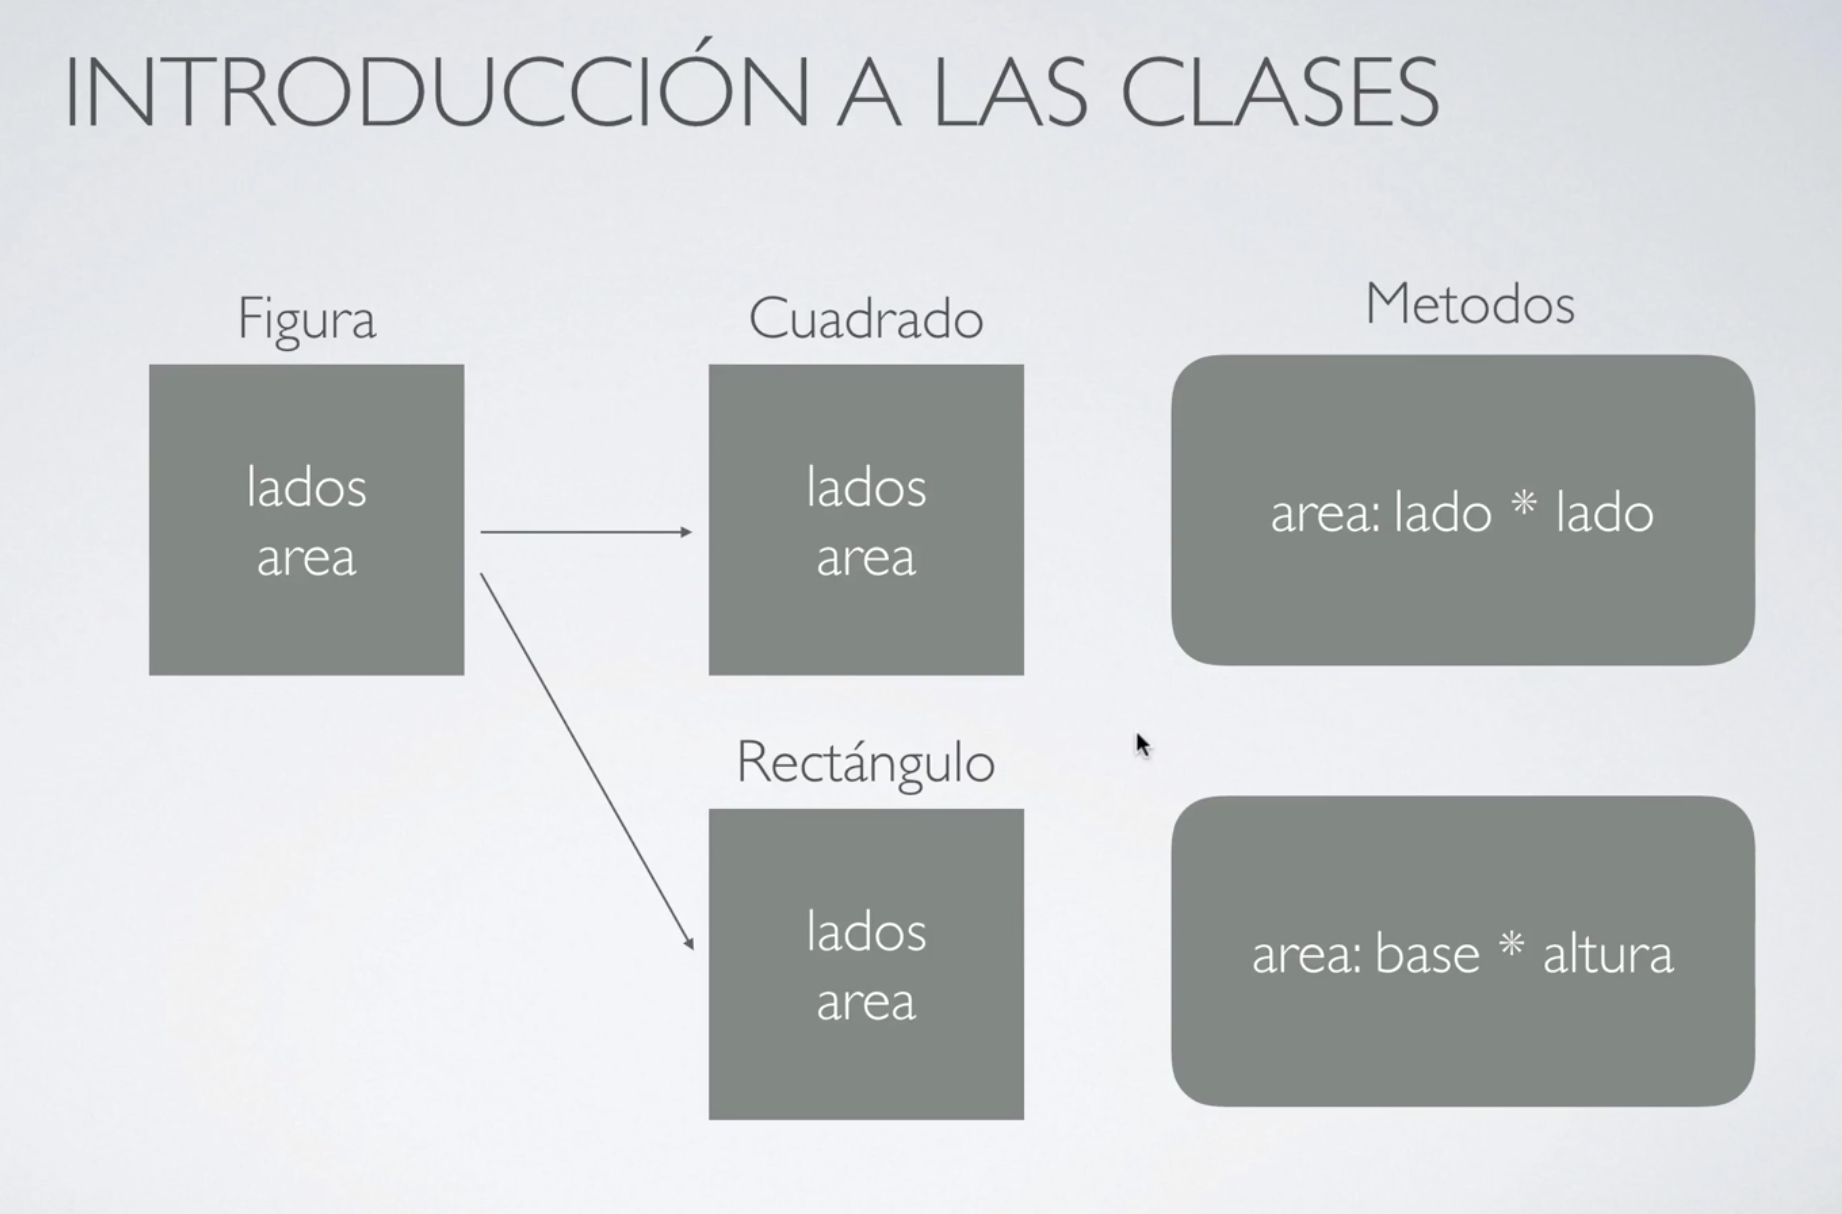 INTRODUCCIÓN A LAS CLASES
Figura
lados
area
Cuadrado
lados
area
Metodos
area: lado * lado
Rectángulo
lados
area
area: base * altura